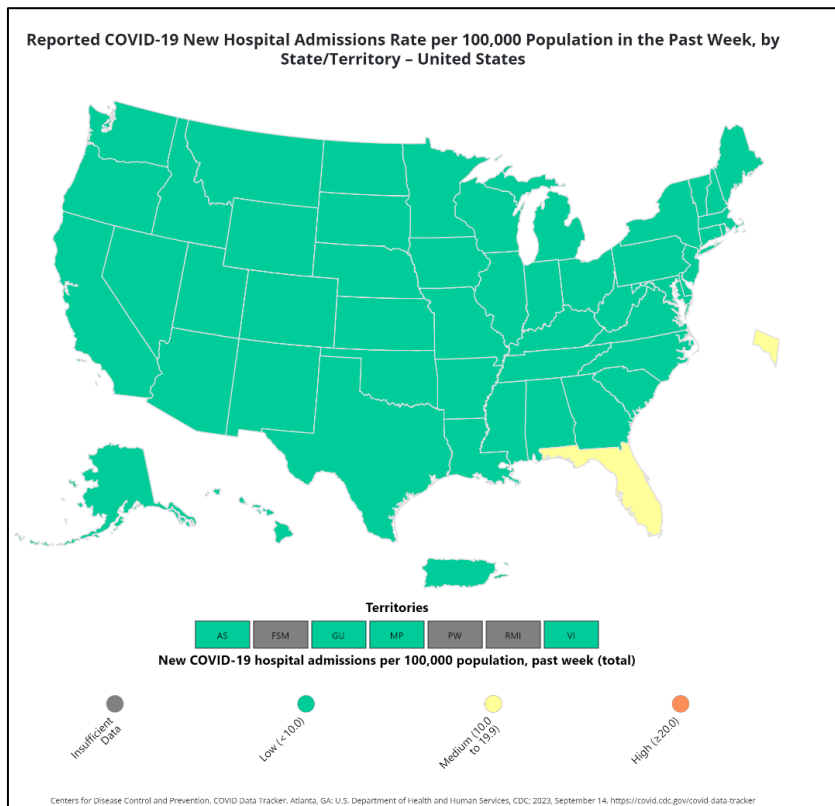 Reported COVID-19 New Hospital Admissions Rate per 100,000 Population in the Past Week, by
State/Territory – United States
Territories
AS
FSM
GU
MP
PW
RMI
VI
New COVID-19 hospital admissions per 100,000 population, past week (total)
Insufficient
Data
Low (<10.0)
Medium (10.0
to 19.9)
High (≥20.0)
Centers for Disease Control and Prevention. COVID Data Tracker. Atlanta, GA: U.S. Department of Health and Human Services, CDC; 2023, September 14. https://covid.cdc.gov/covid-data-tracker